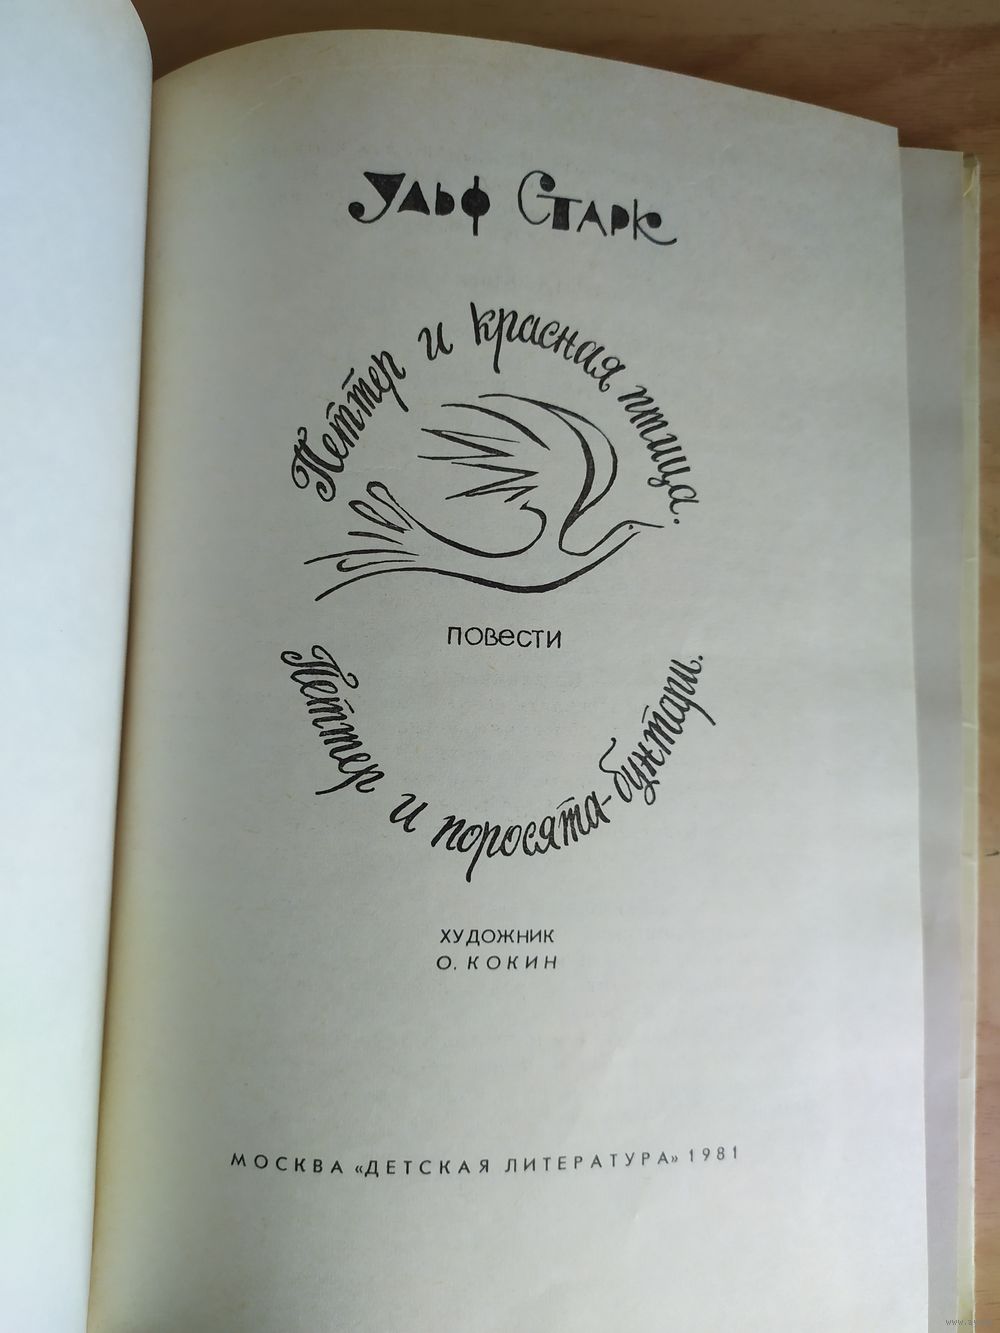 Ульф Старк
Петтер и красная птица.
повести
Петтер и поросята-бунтари.
ХУДОЖНИК
О. КОКИН
МОСКВА «ДЕТСКАЯ ЛИТЕРАТУРА» 1981